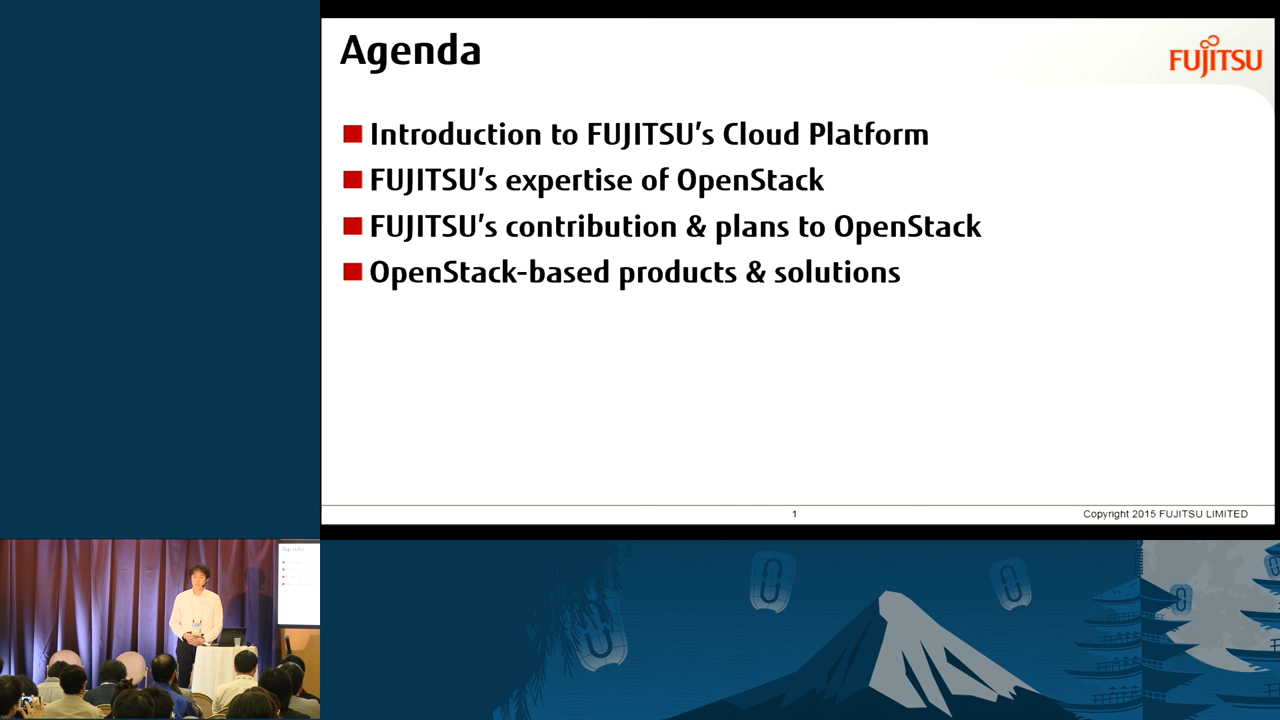 Agenda
FUJITSU
Introduction to FUJITSU's Cloud Platform
FUJITSU's expertise of OpenStack
FUJITSU's contribution & plans to OpenStack
OpenStack-based products & solutions
1
Copyright 2015 FUJITSU LIMITED
Agenda